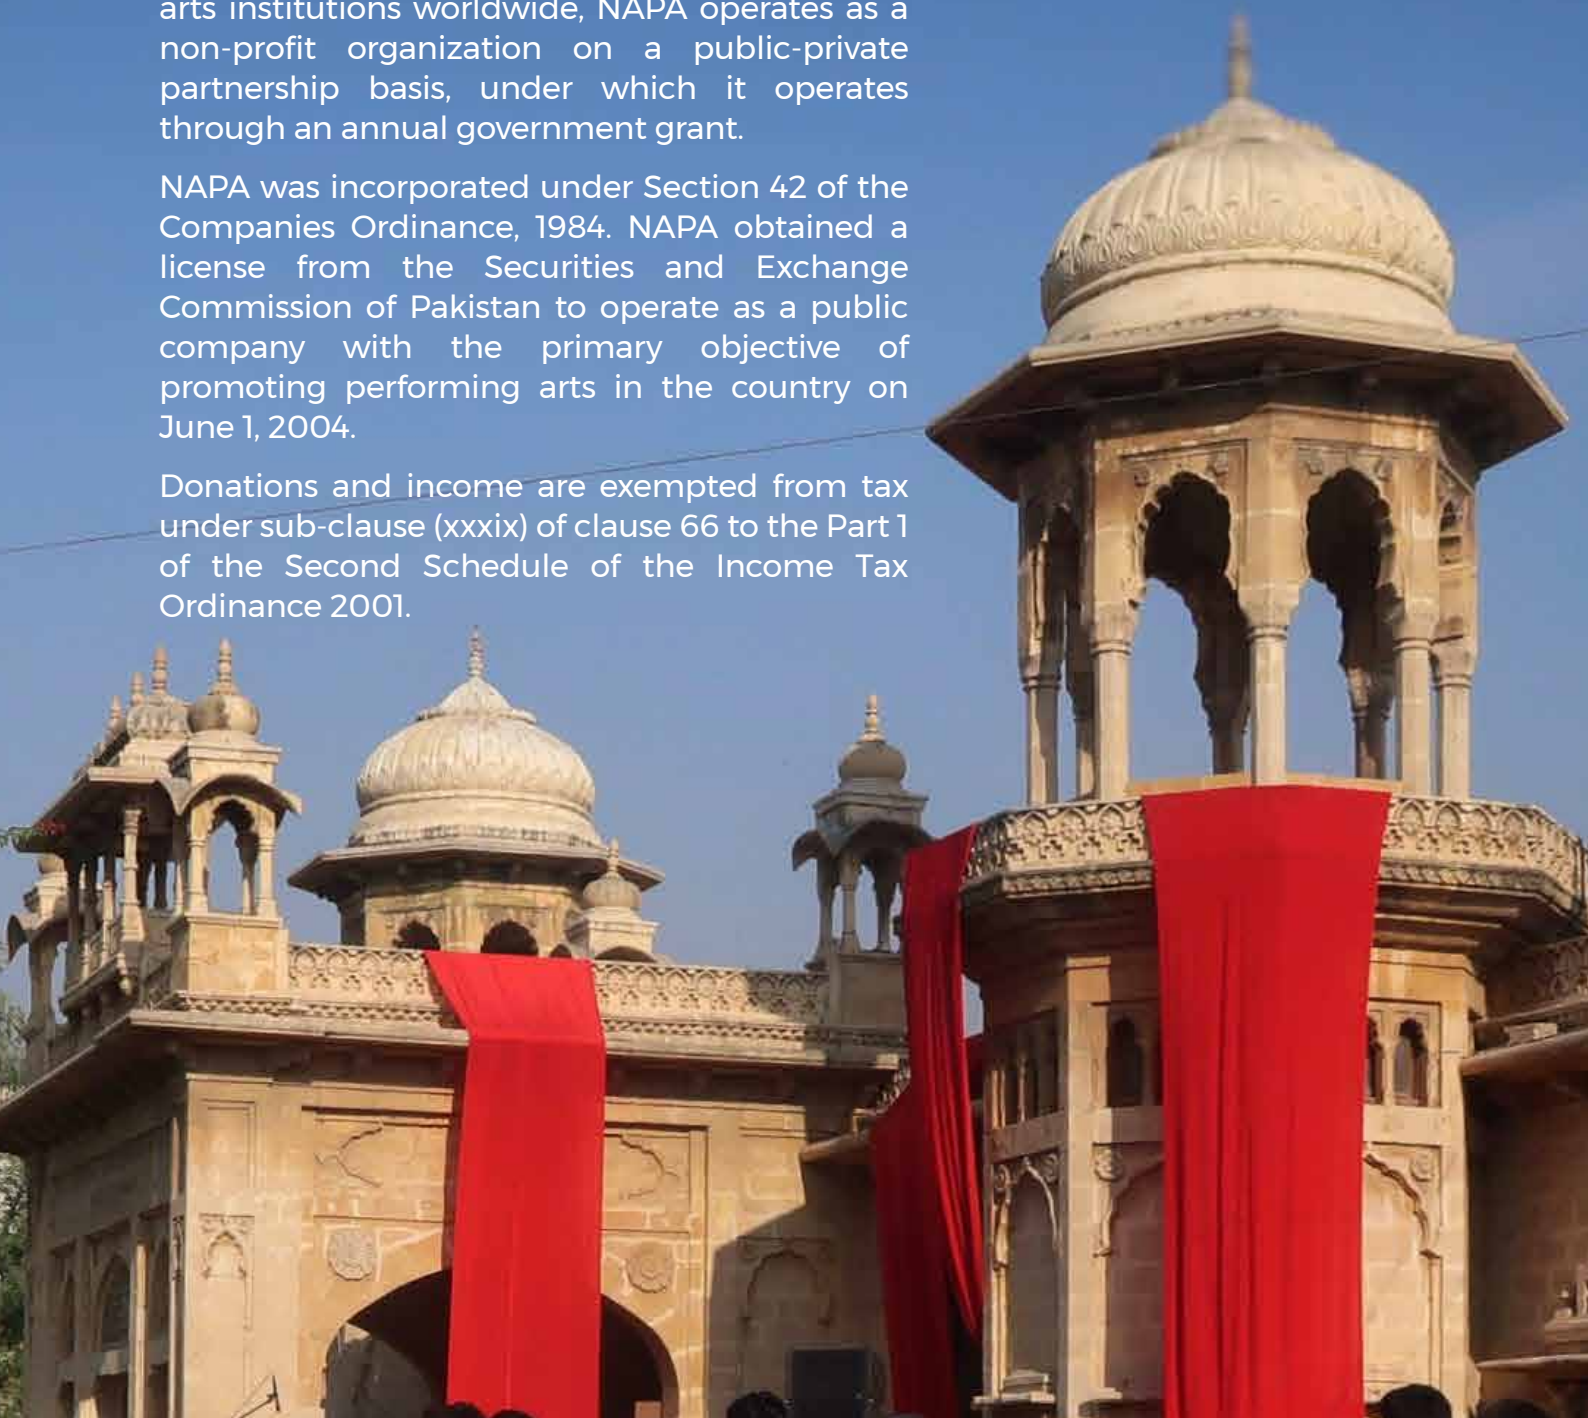 arts institutions worldwide, NAPA operates as a
non-profit organization on a public-private
partnership basis, under which it operates
through an annual government grant.
NAPA was incorporated under Section 42 of the
Companies Ordinance, 1984. NAPA obtained a
license from the Securities and Exchange
Commission of Pakistan to operate as a public
company with the primary objective of
promoting performing arts in the country on
June 1, 2004.
Donations and income are exempted from tax
under sub-clause (xxxix) of clause 66 to the Part 1
of the Second Schedule of the Income Tax
Ordinance 2001.